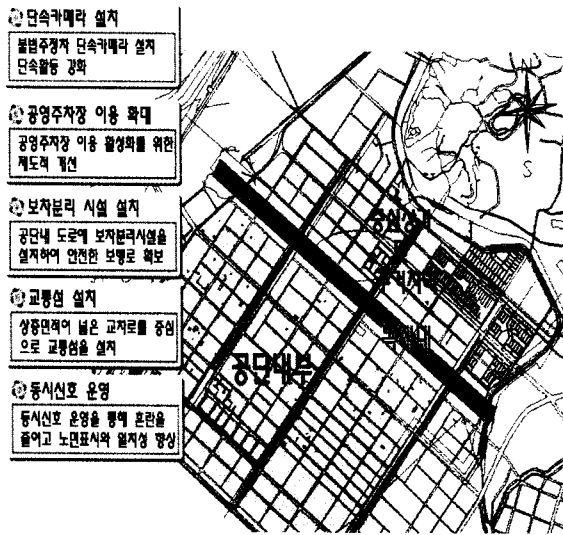 단속카메라 설치
불법주정차 단속카메라 설치
단속활동 강화
공영주차장 이용 확대
공영주차장 이용 활성화를 위한
제도적 개선
보차분리 시설 설치
공단내 도로에 보차분리시설을
설치하여 안전한 보행로 확보
교통섬 설치
상충면적이 넓은 교차로를 중심
으로 교통섬을 설치
동시신호 운영
동시신호 운영을 통해 혼란을
줄이고 노면표시와 일치성 향상
공단내부
S